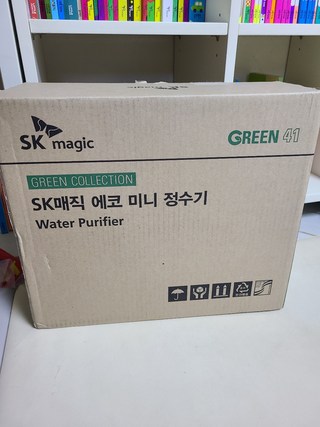 SK magic
GREEN 41
GREEN COLLECTION
SK매직 에코 미니 정수기
Water Purifier